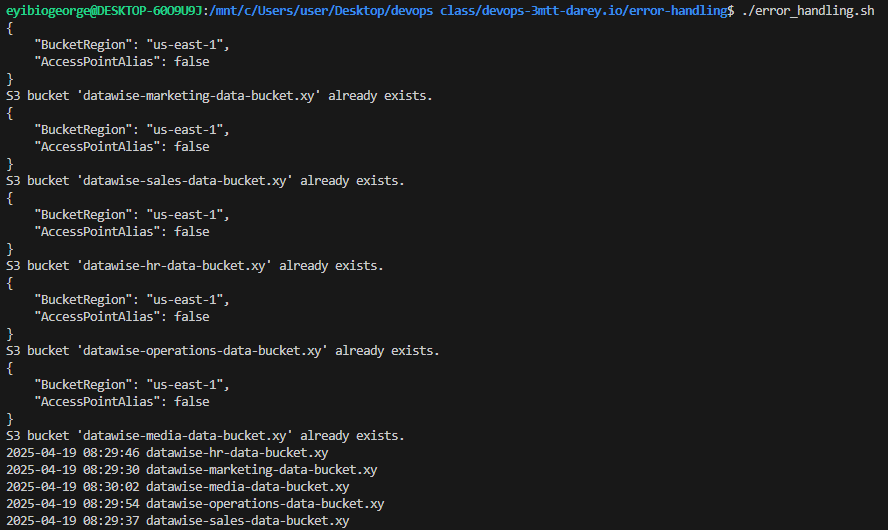 eyibiogeorge@DESKTOP-60O9U9J:/mnt/c/Users/user/Desktop/devops class/devops-3mtt-darey.io/error-handling$ ./error_handling.sh
{
    "BucketRegion": "us-east-1",
    "AccessPointAlias": false
}
S3 bucket 'datawise-marketing-data-bucket.xy' already exists.
{
    "BucketRegion": "us-east-1",
    "AccessPointAlias": false
}
S3 bucket 'datawise-sales-data-bucket.xy' already exists.
{
    "BucketRegion": "us-east-1",
    "AccessPointAlias": false
}
S3 bucket 'datawise-hr-data-bucket.xy' already exists.
{
    "BucketRegion": "us-east-1",
    "AccessPointAlias": false
}
S3 bucket 'datawise-operations-data-bucket.xy' already exists.
{
    "BucketRegion": "us-east-1",
    "AccessPointAlias": false
}
S3 bucket 'datawise-media-data-bucket.xy' already exists.
2025-04-19 08:29:46 datawise-hr-data-bucket.xy
2025-04-19 08:29:30 datawise-marketing-data-bucket.xy
2025-04-19 08:30:02 datawise-media-data-bucket.xy
2025-04-19 08:29:54 datawise-operations-data-bucket.xy
2025-04-19 08:29:37 datawise-sales-data-bucket.xy